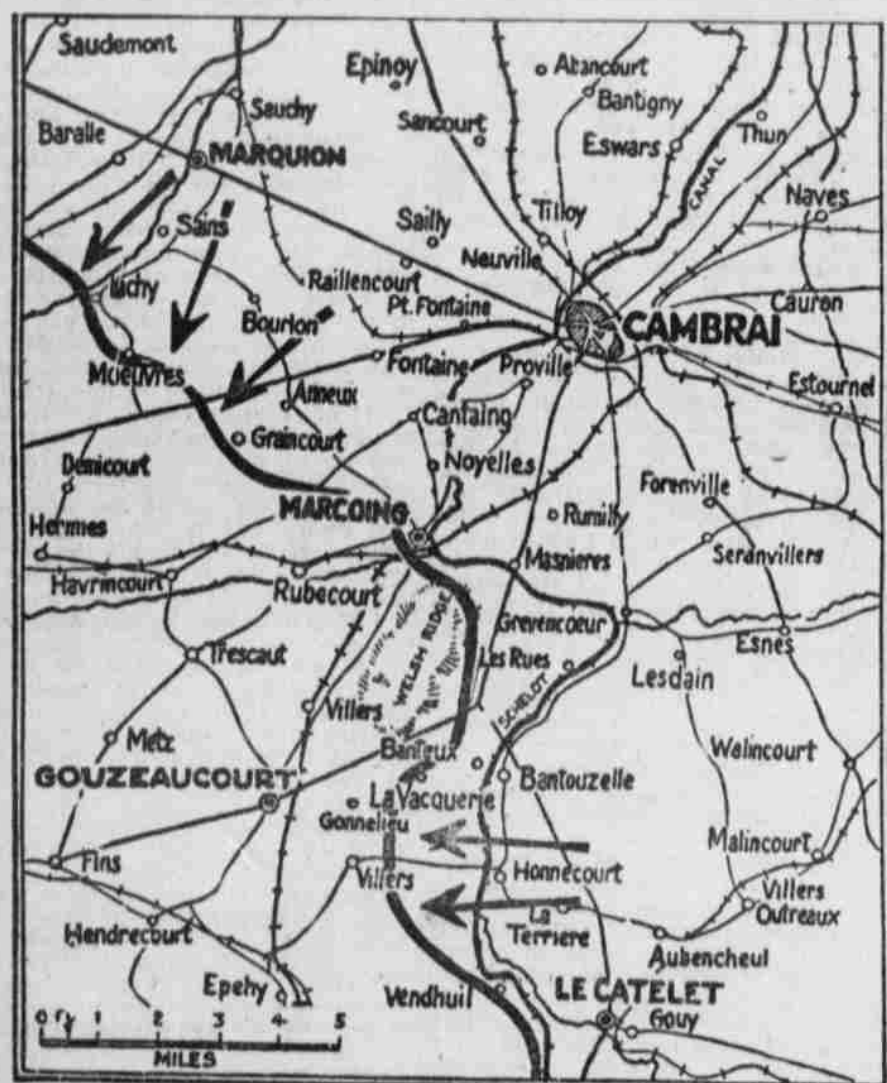 Saudemont
Epinoy
Abancourt
Bantigny
Sauchy
Sancourt
Thun
Baralle
MARQUION
Eswars
CANAL
Naves
Sains
Sailly
Tilloy
Neuville
Raillencourt
Inchy
Bourlon
Pt. Fontaine
Cauron
CAMBRAI
Moeuvres
Fontaine
Proville
Estournel
Anneux
Cantaing
Graincourt
Demicourt
Noyelles
Forenville
MARCOING
Rumilly
Hermies
Seranvillers
Masnieres
Havrincourt
Rubecourt
Crevencoeur
Esnes
Trescaut
WELSH RIDGE
Les Rues
Lesdain
SCHELDT
Villers
Metz
Banteux
Walincourt
GOUZEAUCOURT
Bantouzelle
La Vacquerie
Gonnelieu
Malincourt
Fins
Villers
Honnecourt
Villers
Outreaux
Hendrecourt
La
Terriere
Aubencheul
Epehy
Vendhuil
LE CATELET
Gouy
0 1 2 3 4 5
MILES